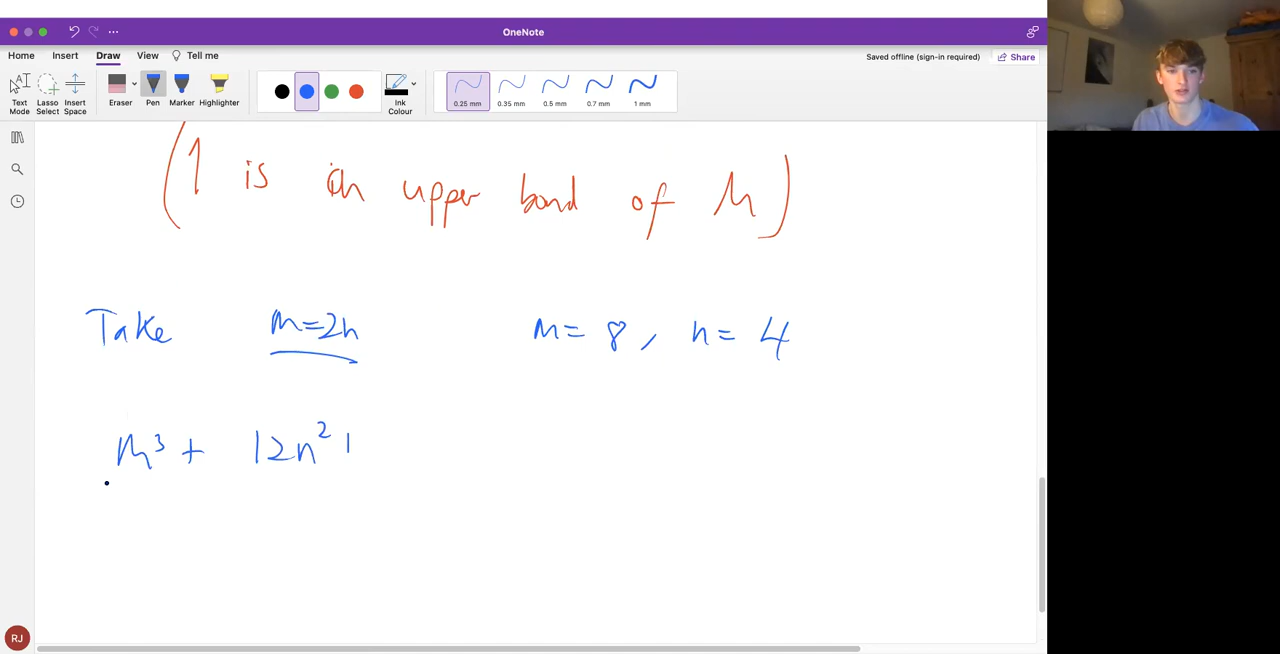 OneNote
Home Insert Draw View Tell me
Saved offline (sign-in required) Share
Text Mode Lasso Select Insert Space Eraser Pen Marker Highlighter Ink Colour 0.25 mm 0.35 mm 0.5 mm 0.7 mm 1 mm
(1 is an upper bond of M)
Take m=2n m= 8, n= 4
m³ + 12n² 1
RJ